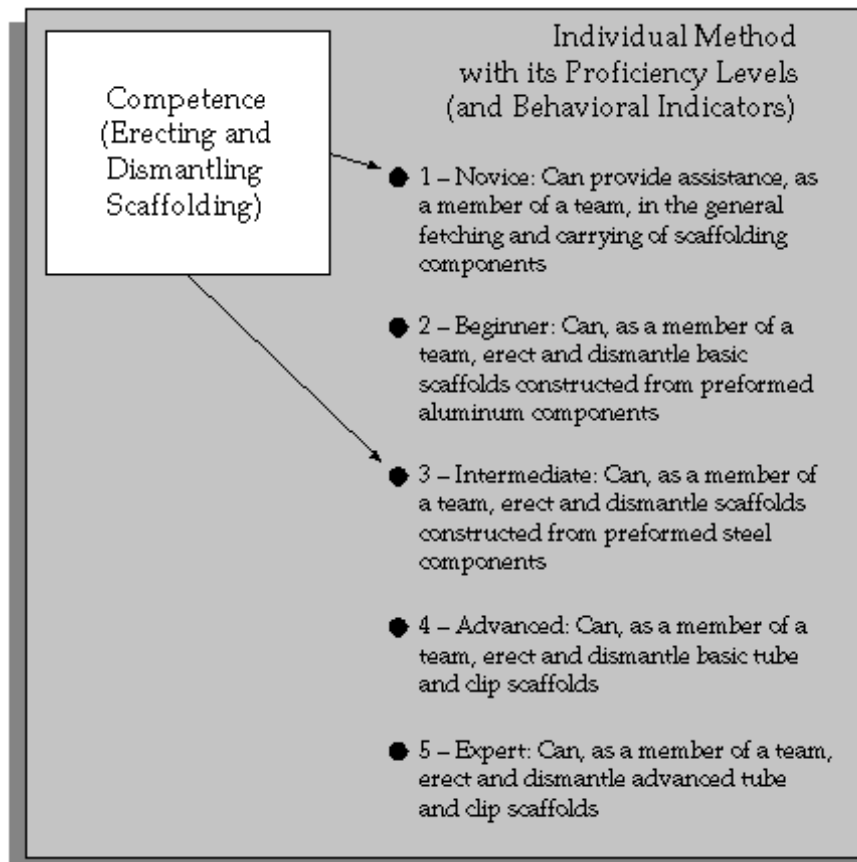 Individual Method
with its Proficiency Levels
(and Behavioral Indicators)
Competence
(Erecting and
Dismantling
Scaffolding)
1 – Novice: Can provide assistance, as
a member of a team, in the general
fetching and carrying of scaffolding
components
2 – Beginner: Can, as a member of a
team, erect and dismantle basic
scaffolds constructed from preformed
aluminum components
3 – Intermediate: Can, as a member of
a team, erect and dismantle scaffolds
constructed from preformed steel
components
4 – Advanced: Can, as a member of a
team, erect and dismantle basic tube
and clip scaffolds
5 – Expert: Can, as a member of a team,
erect and dismantle advanced tube
and clip scaffolds